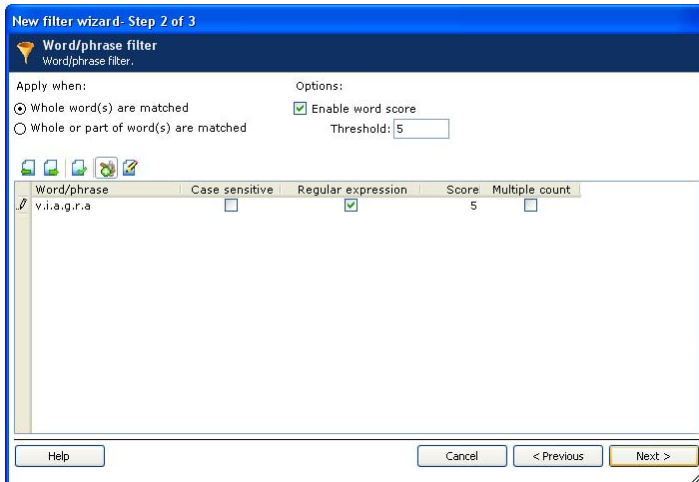 New filter wizard- Step 2 of 3
Word/phrase filter
Word/phrase filter.
Apply when:
Options:
Whole word(s) are matched
Enable word score
Whole or part of word(s) are matched
Threshold: 5
Word/phrase Case sensitive Regular expression Score Multiple count
v.i.a.g.r.a 5
Help Cancel < Previous Next >